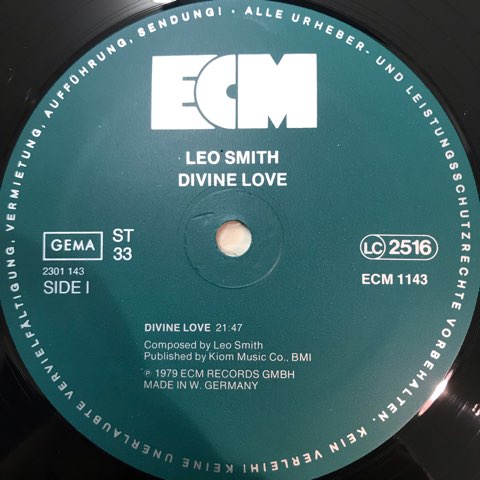 ECM
LEO SMITH
DIVINE LOVE
GEMA
ST
33
2301 143
SIDE I
LC 2516
ECM 1143
DIVINE LOVE 21:47
Composed by Leo Smith
Published by Kiom Music Co., BMI
℗ 1979 ECM RECORDS GMBH
MADE IN W. GERMANY
ALLE URHEBER- UND LEISTUNGSSCHUTZRECHTE VORBEHALTEN. KEIN VERLEIH! KEINE UNERLAUBTE VERVIELFÄLTIGUNG, VERMIETUNG, AUFFÜHRUNG, SENDUNG! ·